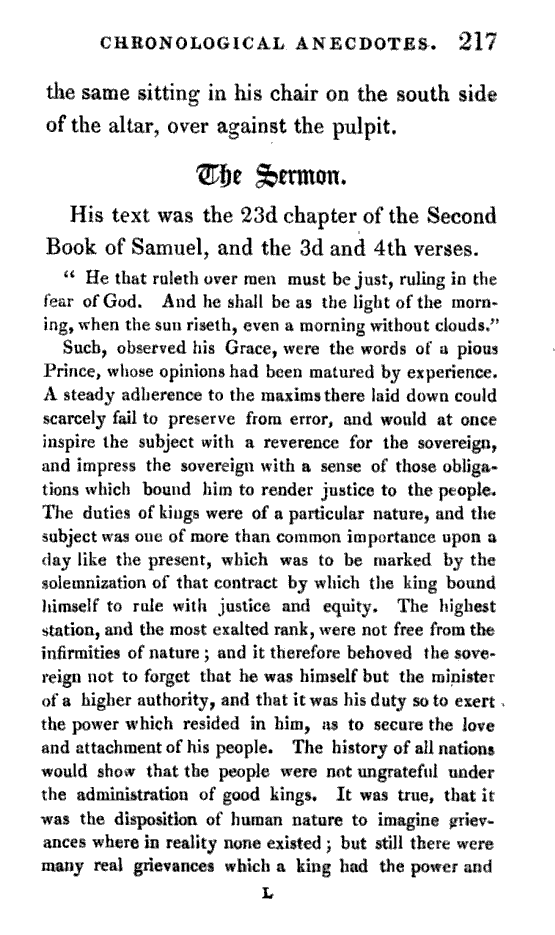 CHRONOLOGICAL ANECDOTES. 217
the same sitting in his chair on the south side
of the altar, over against the pulpit.
The Sermon.
His text was the 23d chapter of the Second
Book of Samuel, and the 3d and 4th verses.
“ He that ruleth over men must be just, ruling in the
fear of God. And he shall be as the light of the morn-
ing, when the sun riseth, even a morning without clouds.”
Such, observed his Grace, were the words of a pious
Prince, whose opinions had been matured by experience.
A steady adherence to the maxims there laid down could
scarcely fail to preserve from error, and would at once
inspire the subject with a reverence for the sovereign,
and impress the sovereign with a sense of those obliga-
tions which bound him to render justice to the people.
The duties of kings were of a particular nature, and the
subject was one of more than common importance upon a
day like the present, which was to be marked by the
solemnization of that contract by which the king bound
himself to rule with justice and equity. The highest
station, and the most exalted rank, were not free from the
infirmities of nature ; and it therefore behoved the sove-
reign not to forget that he was himself but the minister
of a higher authority, and that it was his duty so to exert
the power which resided in him, as to secure the love
and attachment of his people. The history of all nations
would show that the people were not ungrateful under
the administration of good kings. It was true, that it
was the disposition of human nature to imagine griev-
ances where in reality none existed ; but still there were
many real grievances which a king had the power and
L